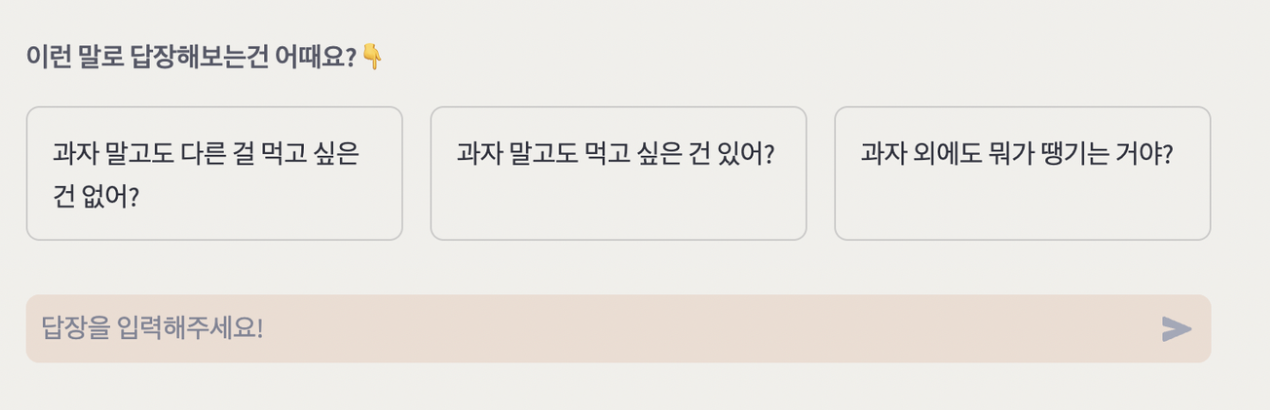 이런 말로 답장해보는건 어때요?👇
과자 말고도 다른 걸 먹고 싶은
건 없어?
과자 말고도 먹고 싶은 건 있어?
과자 외에도 뭐가 땡기는 거야?
답장을 입력해주세요!